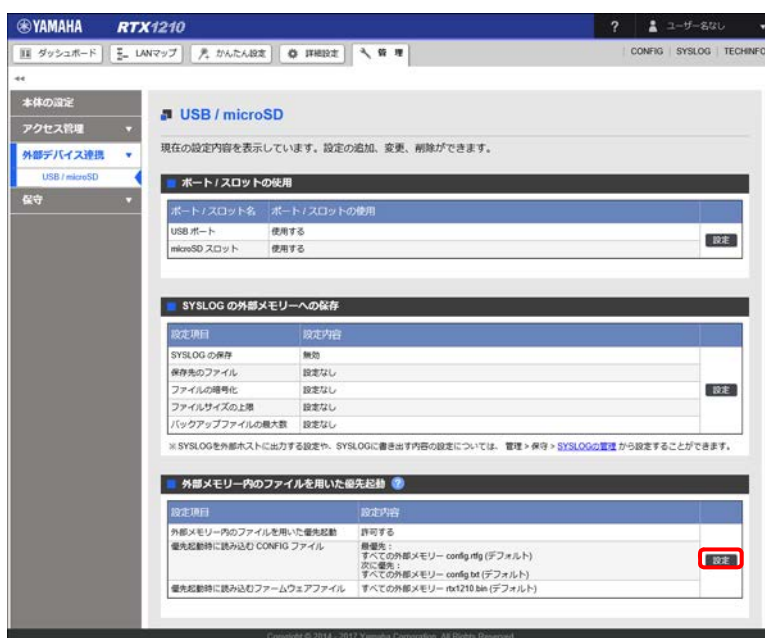 YAMAHA RTX1210 ? ユーザー名なし
ダッシュボード LANマップ かんたん設定 詳細設定 管理 CONFIG SYSLOG TECHINFO
本体の設定
アクセス管理
外部デバイス連携
USB / microSD
保守
USB / microSD
現在の設定内容を表示しています。設定の追加、変更、削除ができます。
ポート / スロットの使用
ポート / スロット名 ポート / スロットの使用
USB ポート 使用する
microSD スロット 使用する
設定
SYSLOG の外部メモリーへの保存
設定項目 設定内容
SYSLOG の保存 無効
保存先のファイル 設定なし
ファイルの暗号化 設定なし
ファイルサイズの上限 設定なし
バックアップファイルの最大数 設定なし
設定
※ SYSLOGを外部ホストに出力する設定や、SYSLOGに書き出す内容の設定については、 管理 > 保守 > SYSLOGの管理 から設定することができます。
外部メモリー内のファイルを用いた優先起動 ?
設定項目 設定内容
外部メモリー内のファイルを用いた優先起動 許可する
優先起動時に読み込む CONFIG ファイル 最優先 :
すべての外部メモリー config.rtfg (デフォルト)
次に優先 :
すべての外部メモリー config.txt (デフォルト)
優先起動時に読み込むファームウェアファイル すべての外部メモリー rtx1210.bin (デフォルト)
設定
Copyright © 2014 - 2017 Yamaha Corporation. All Rights Reserved.